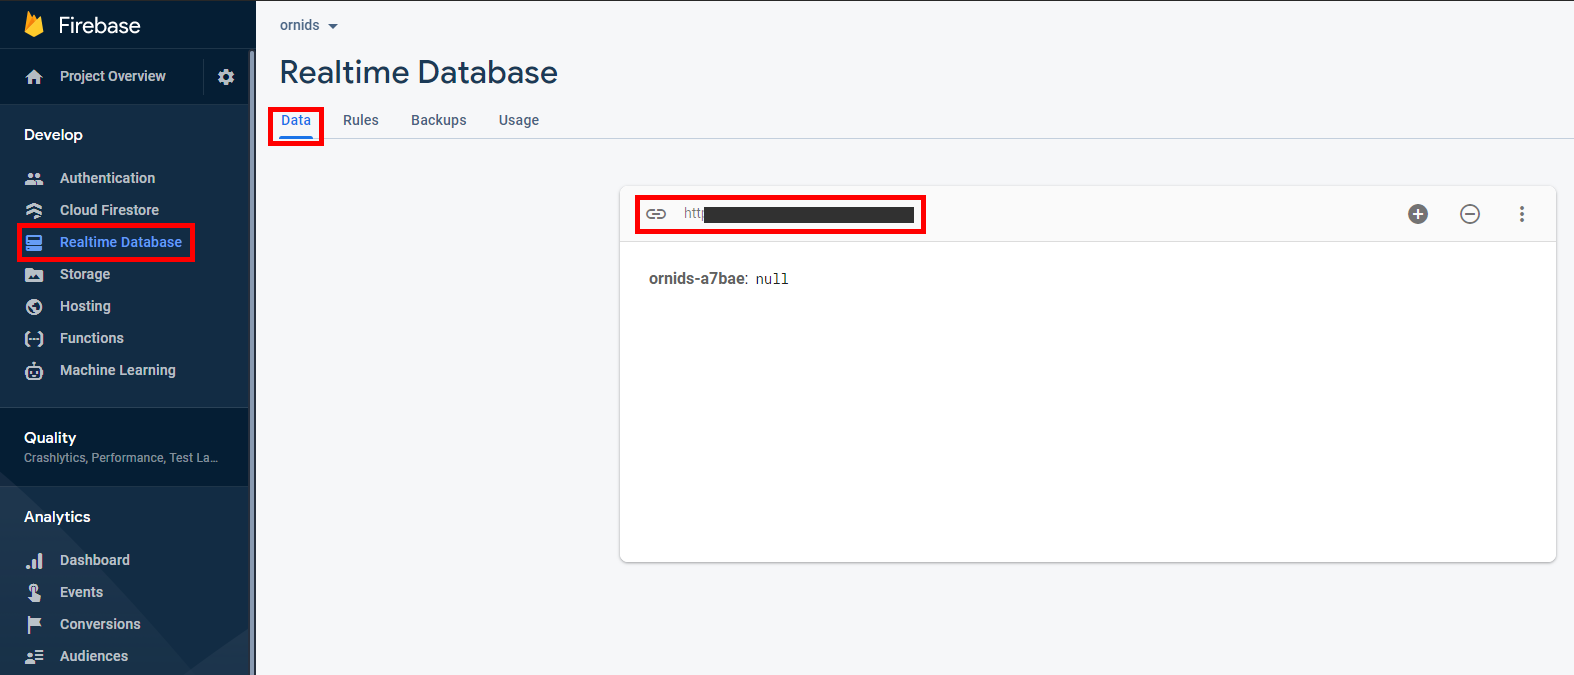 Firebase
Project Overview
Develop
Authentication
Cloud Firestore
Realtime Database
Storage
Hosting
Functions
Machine Learning
Quality
Crashlytics, Performance, Test La...
Analytics
Dashboard
Events
Conversions
Audiences
ornids
Realtime Database
Data Rules Backups Usage
htt
ornids-a7bae: null